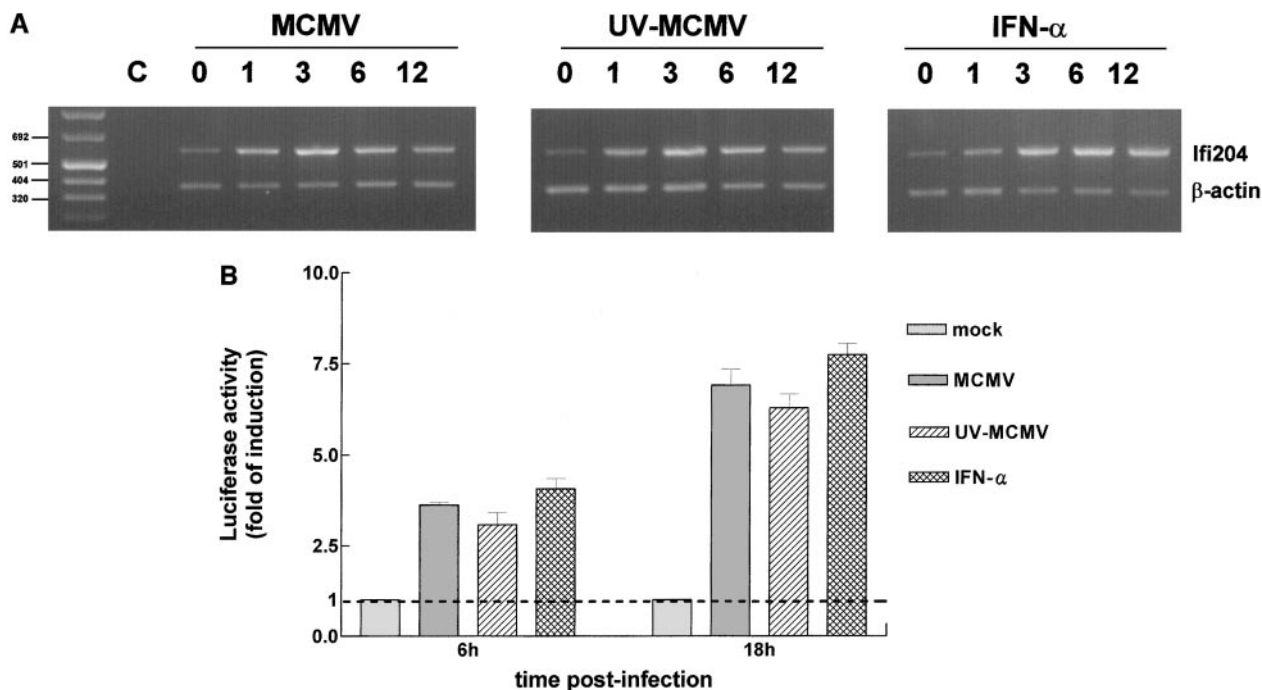 A
MCMV
UV-MCMV
IFN-α
C 0 1 3 6 12
0 1 3 6 12
0 1 3 6 12
692
501
404
320
Ifi204
β-actin
B
Luciferase activity
(fold of induction)
10.0
7.5
5.0
2.5
1
0.0
6h
18h
time post-infection
mock
MCMV
UV-MCMV
IFN-α